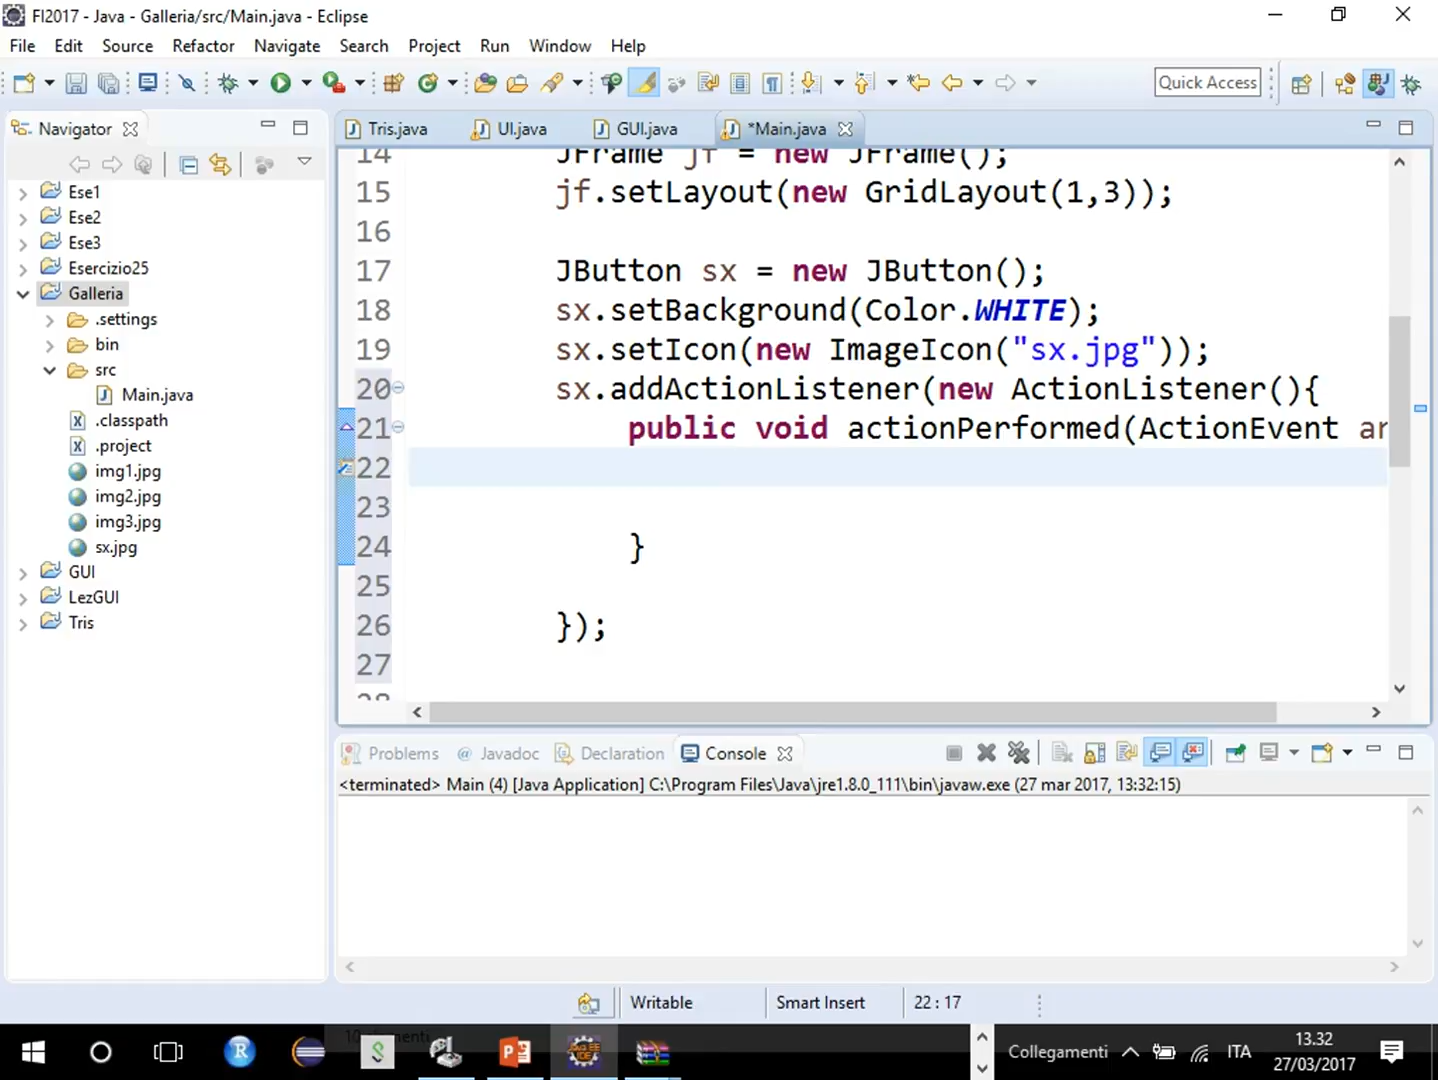 FI2017 - Java - Galleria/src/Main.java - Eclipse
File Edit Source Refactor Navigate Search Project Run Window Help
Quick Access
Navigator
Tris.java UI.java GUI.java *Main.java
Ese1
Ese2
Ese3
Esercizio25
Galleria
.settings
bin
src
Main.java
.classpath
.project
img1.jpg
img2.jpg
img3.jpg
sx.jpg
GUI
LezGUI
Tris
14 JFrame jf = new JFrame();
15 jf.setLayout(new GridLayout(1,3));
16
17 JButton sx = new JButton();
18 sx.setBackground(Color.WHITE);
19 sx.setIcon(new ImageIcon("sx.jpg"));
20 sx.addActionListener(new ActionListener(){
21 public void actionPerformed(ActionEvent ar
22
23
24 }
25
26 });
27
28
Problems @ Javadoc Declaration Console
<terminated> Main (4) [Java Application] C:\Program Files\Java\jre1.8.0_111\bin\javaw.exe (27 mar 2017, 13:32:15)
Writable Smart Insert 22 : 17
Collegamenti ITA 13.32
27/03/2017